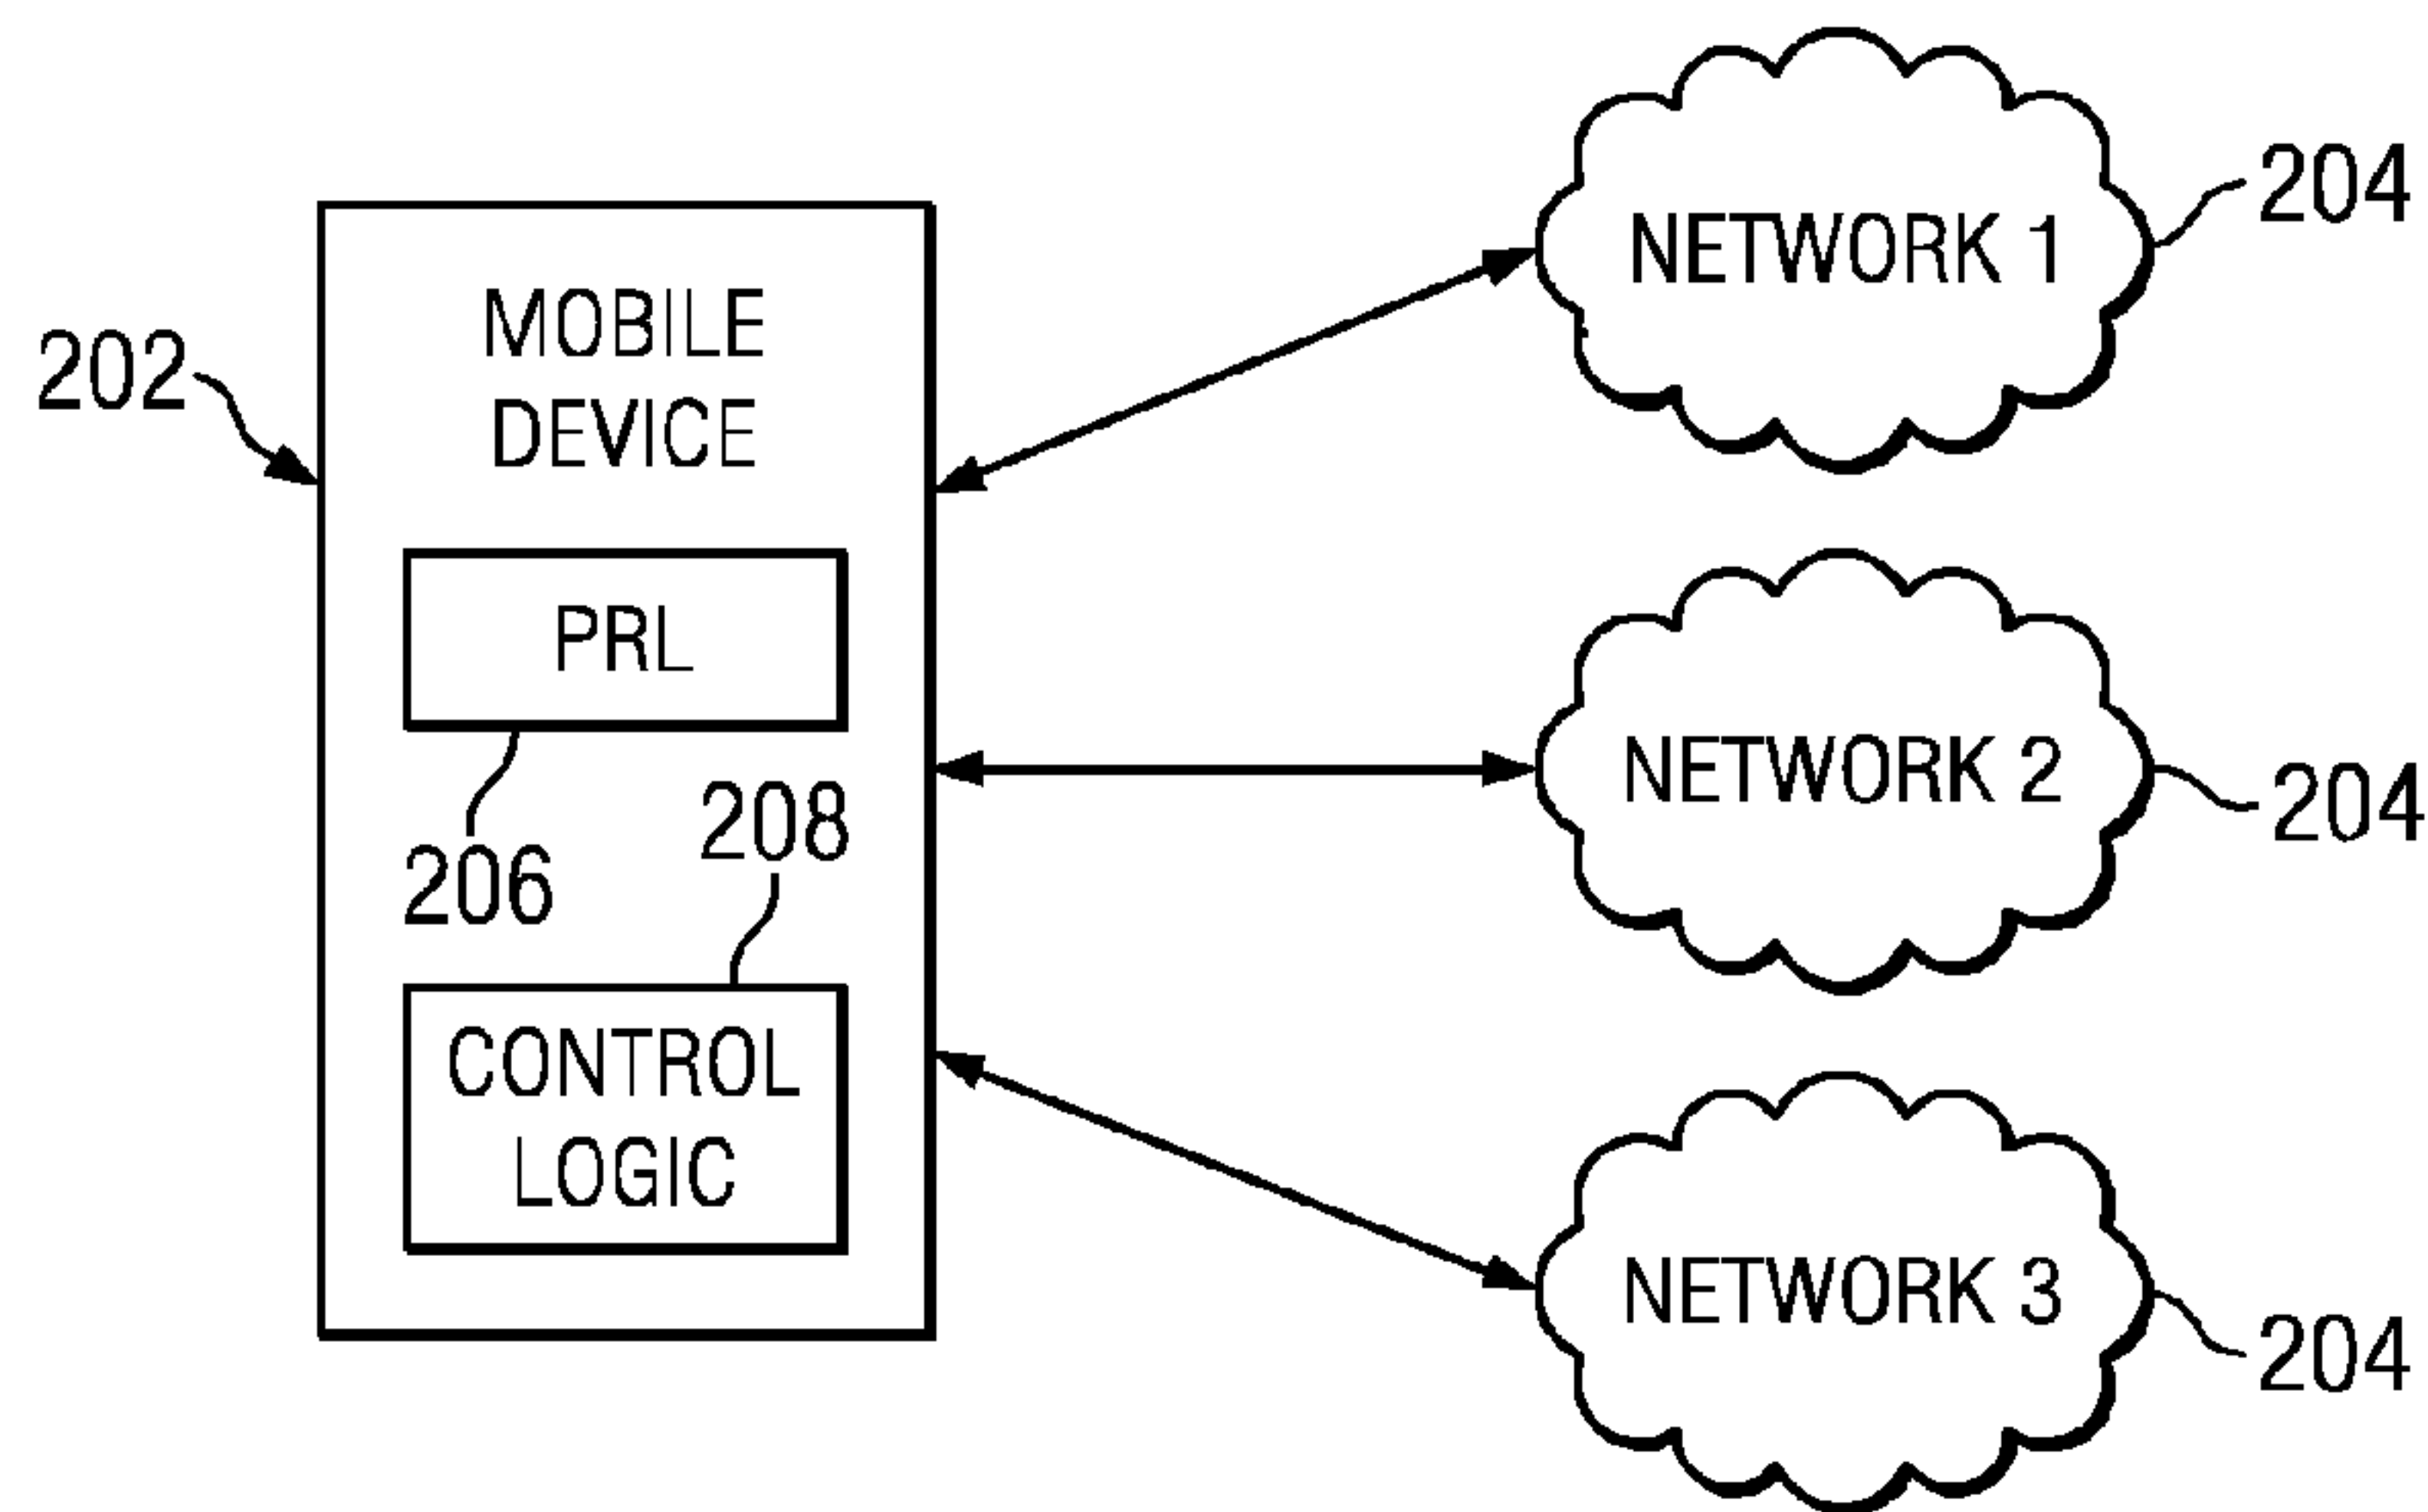 202
MOBILE
DEVICE
PRL
206
208
CONTROL
LOGIC
NETWORK 1
204
NETWORK 2
204
NETWORK 3
204